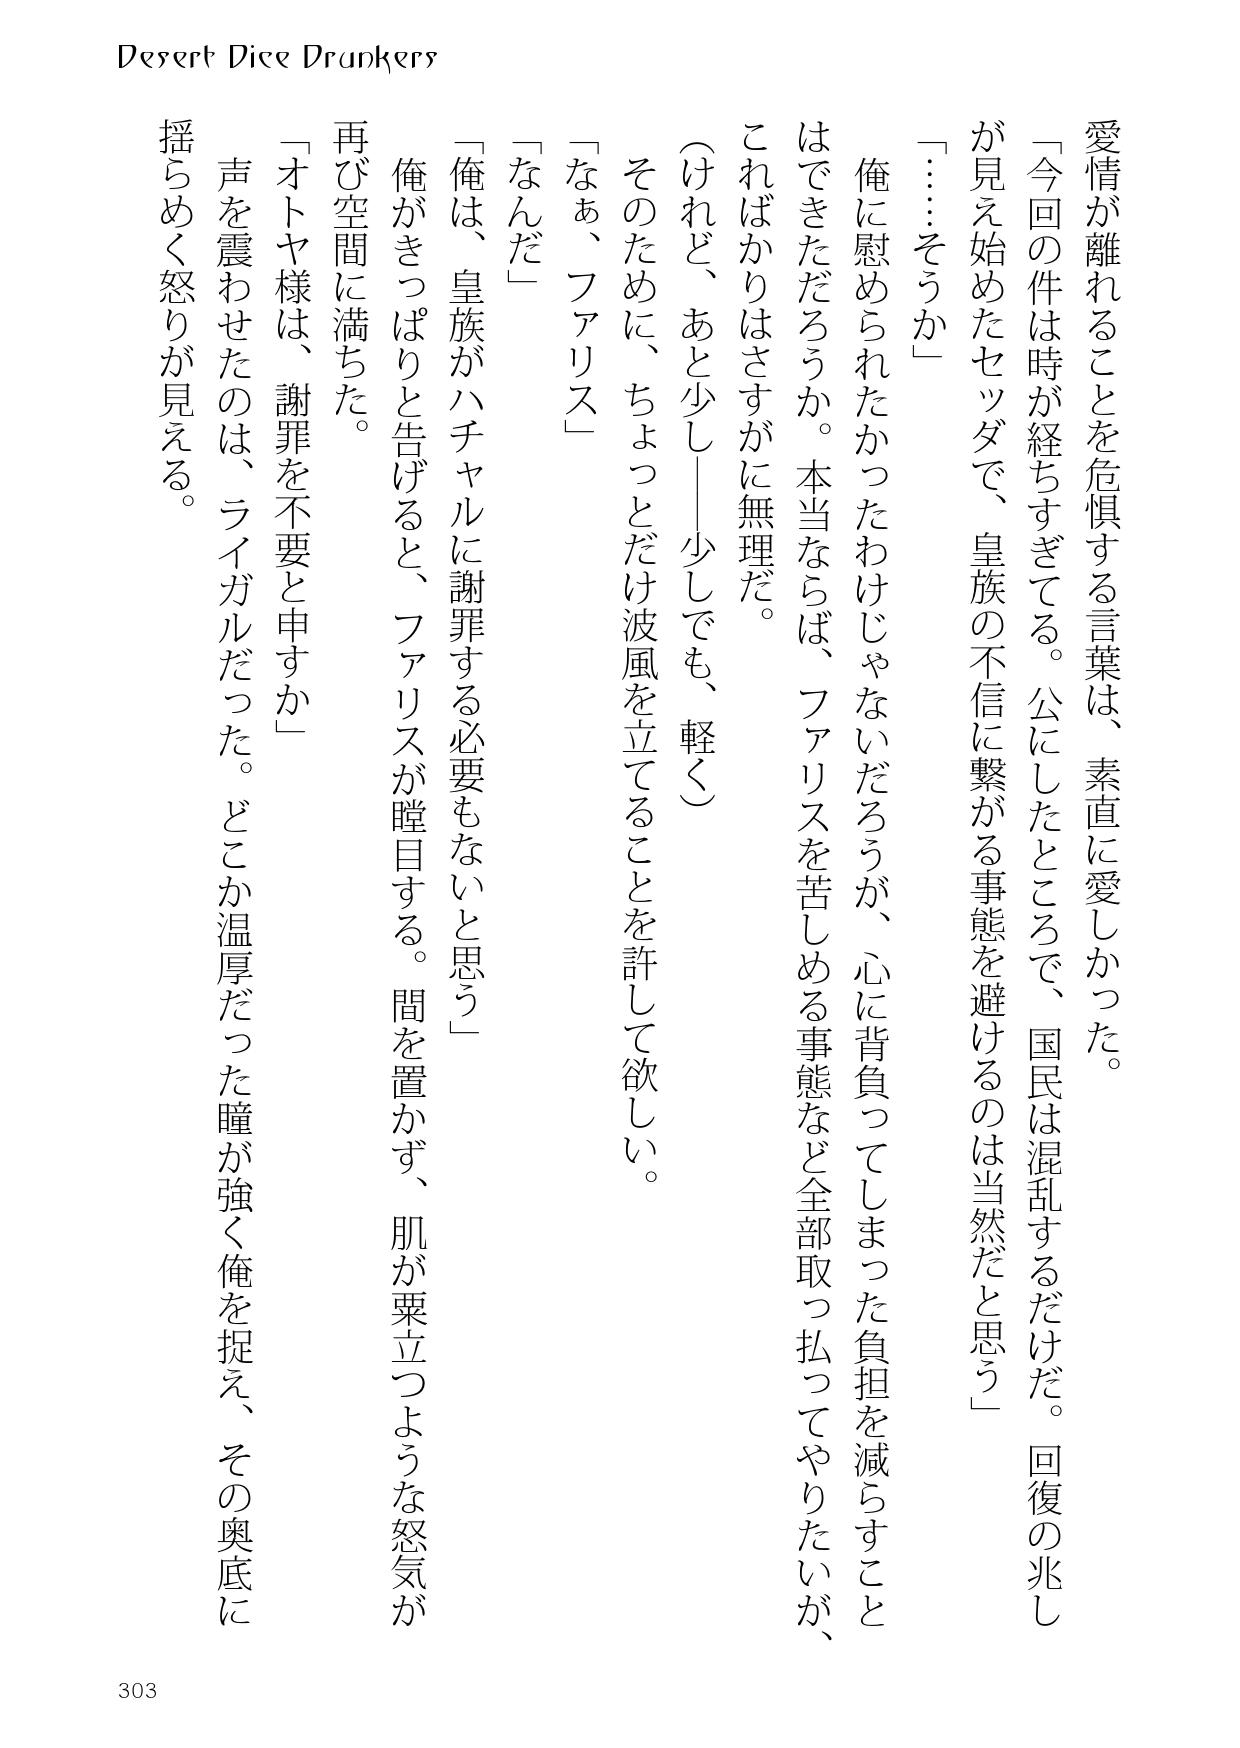 Desert Dice Drunkers
愛情が離れることを危惧する言葉は、素直に愛しかった。
「今回の件は時が経ちすぎてる。公にしたところで、国民は混乱するだけだ。回復の兆し
が見え始めたセッダで、皇族の不信に繋がる事態を避けるのは当然だと思う」
「……そうか」
　俺に慰められたかったわけじゃないだろうが、心に背負ってしまった負担を減らすこと
はできただろうか。本当ならば、ファリスを苦しめる事態など全部取っ払ってやりたいが、
こればかりはさすがに無理だ。
（けれど、あと少し――少しでも、軽く）
　そのために、ちょっとだけ波風を立てることを許して欲しい。
「なぁ、ファリス」
「なんだ」
「俺は、皇族がハチャルに謝罪する必要もないと思う」
　俺がきっぱりと告げると、ファリスが瞠目する。間を置かず、肌が粟立つような怒気が
再び空間に満ちた。
「オトヤ様は、謝罪を不要と申すか」
　声を震わせたのは、ライガルだった。どこか温厚だった瞳が強く俺を捉え、その奥底に
揺らめく怒りが見える。
303